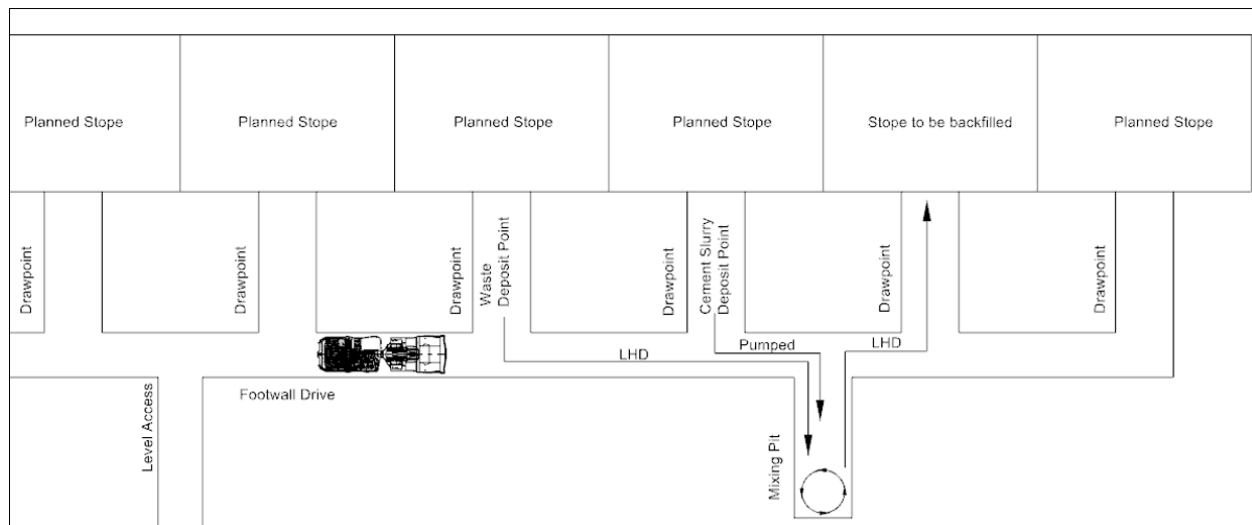 Planned Stope
Planned Stope
Planned Stope
Planned Stope
Stope to be backfilled
Planned Stope
Drawpoint
Drawpoint
Drawpoint
Waste
Deposit Point
Drawpoint
Cement Slurry
Deposit Point
Drawpoint
Drawpoint
LHD
Pumped
LHD
Level Access
Footwall Drive
Mixing Pit